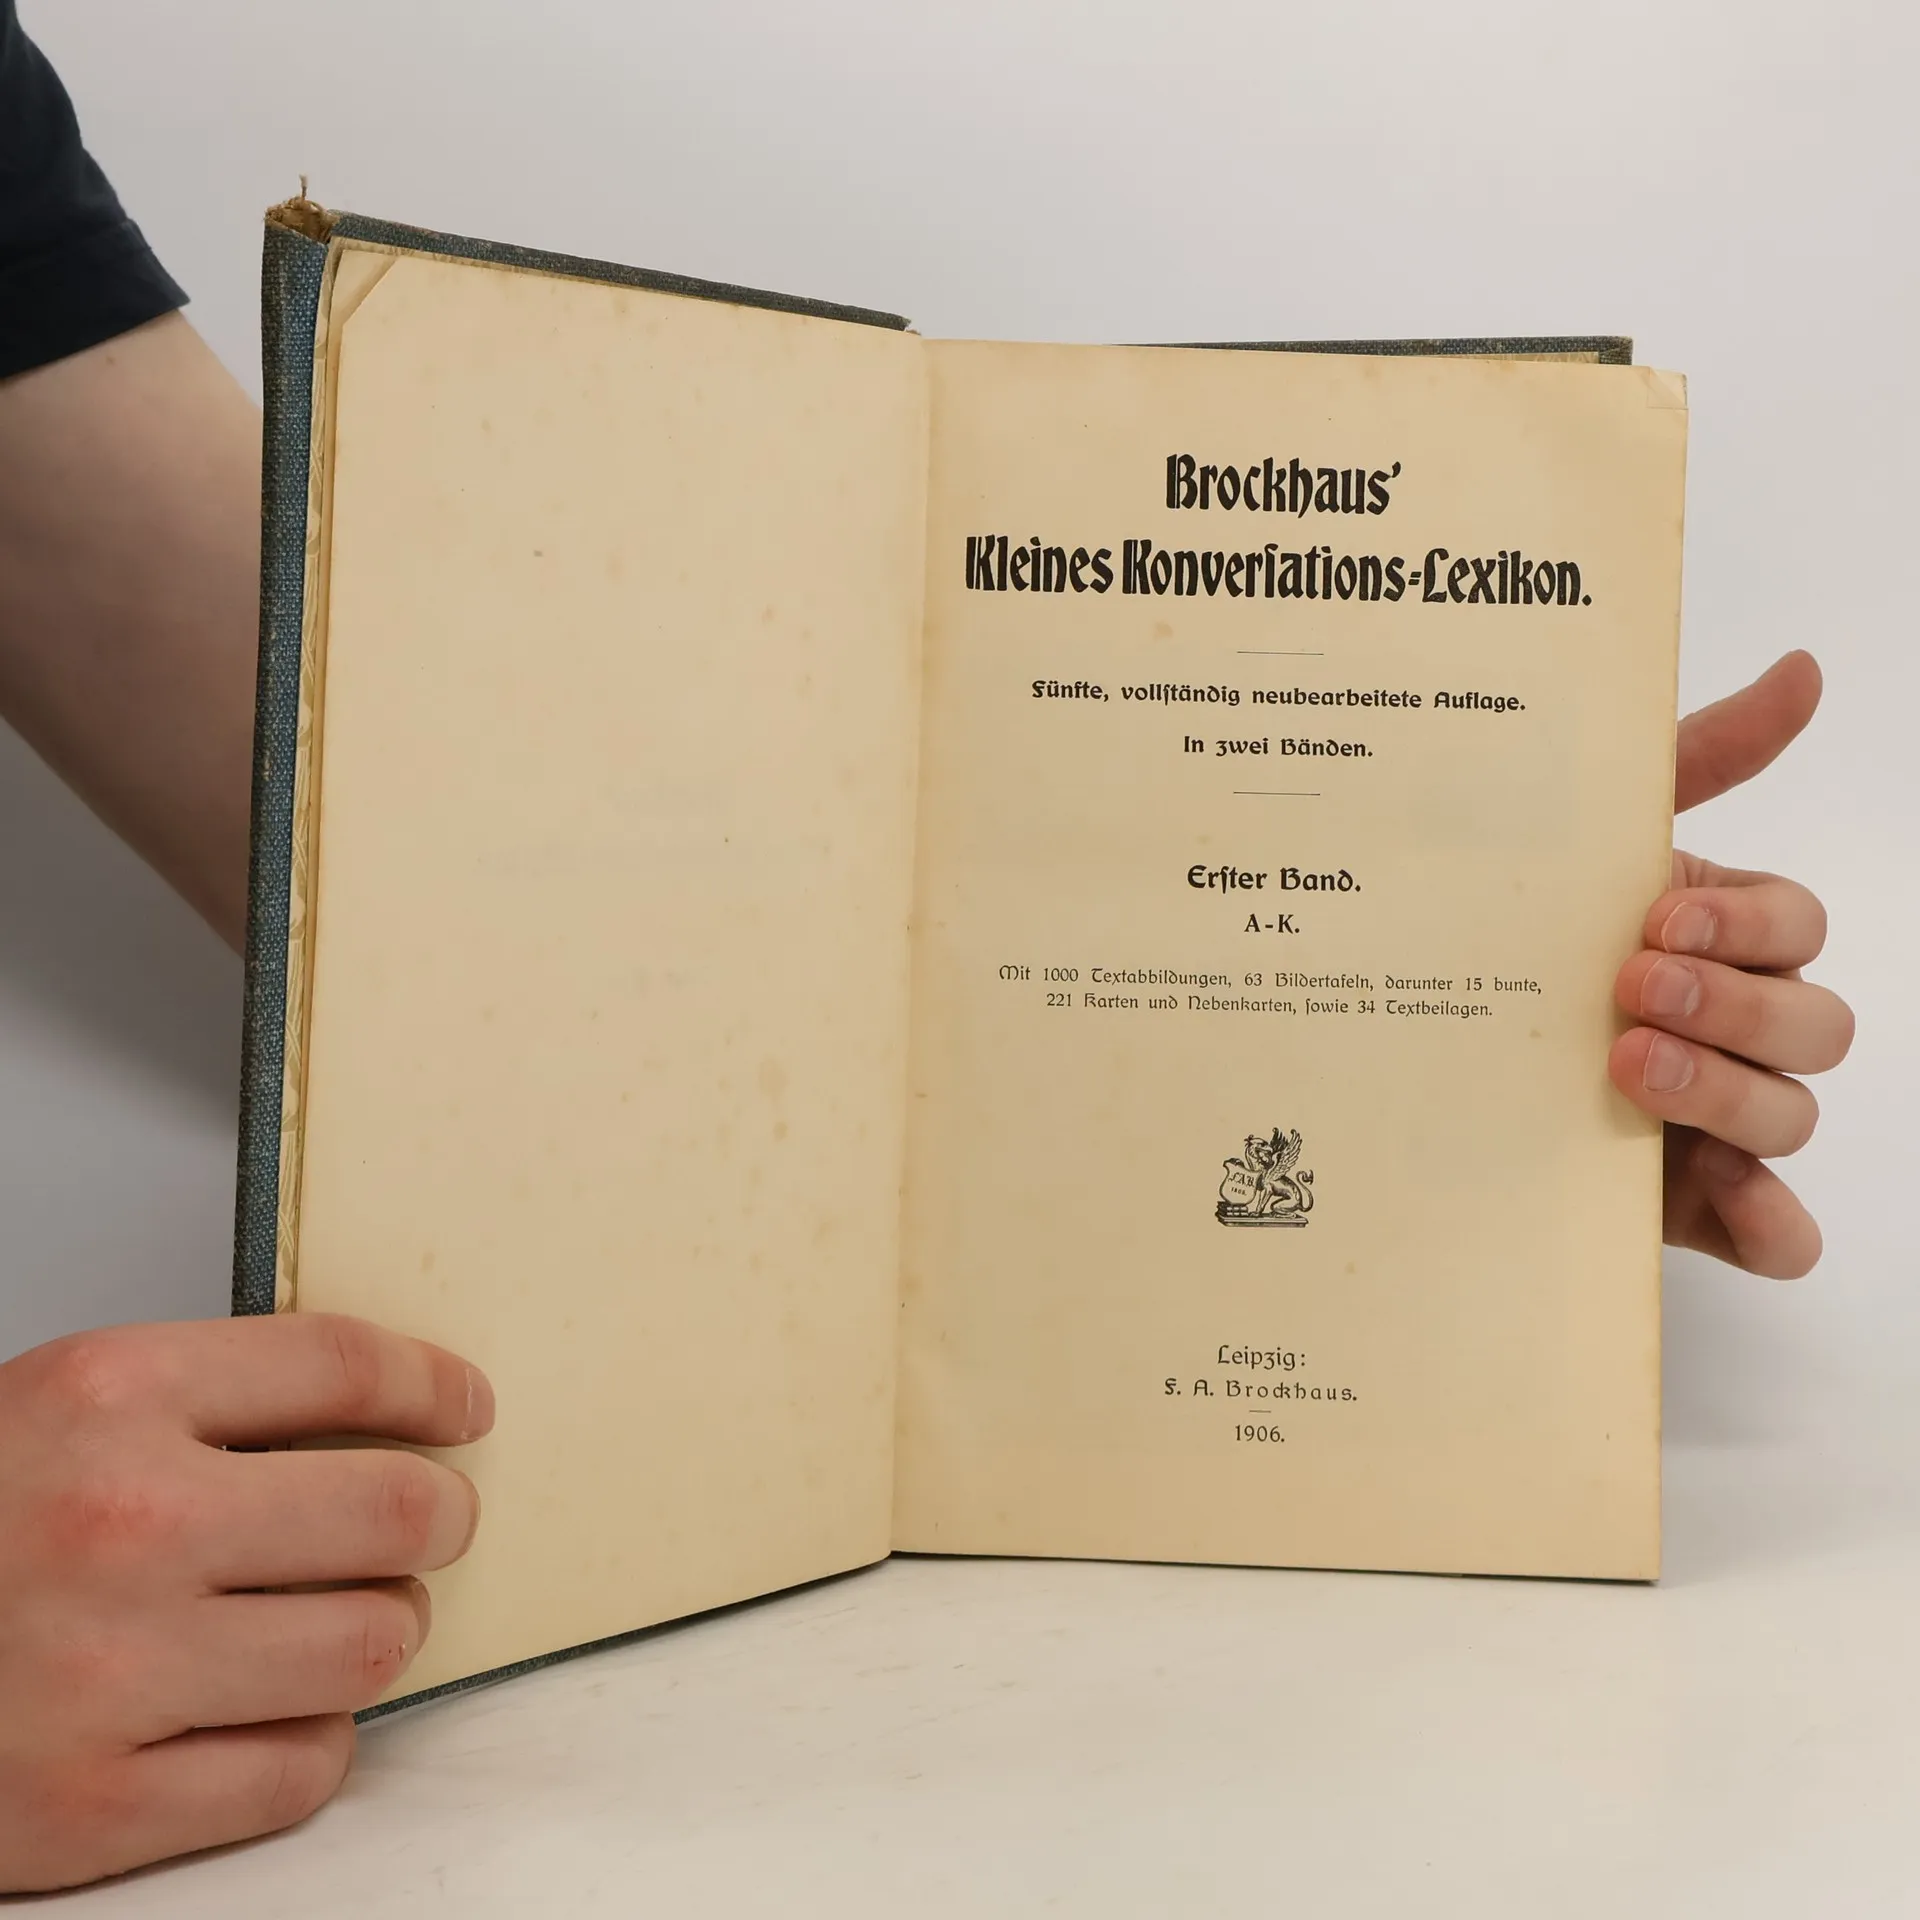 Brockhaus'
Kleines Konverſations-Lexikon.
Fünfte, vollſtändig neubearbeitete Auflage.
In zwei Bänden.
Erſter Band.
A-K.
Mit 1000 Textabbildungen, 63 Bildertafeln, darunter 15 bunte,
221 Karten und Nebenkarten, ſowie 34 Textbeilagen.
F.A.B.
1805.
Leipzig:
F. A. Brockhaus.
1906.